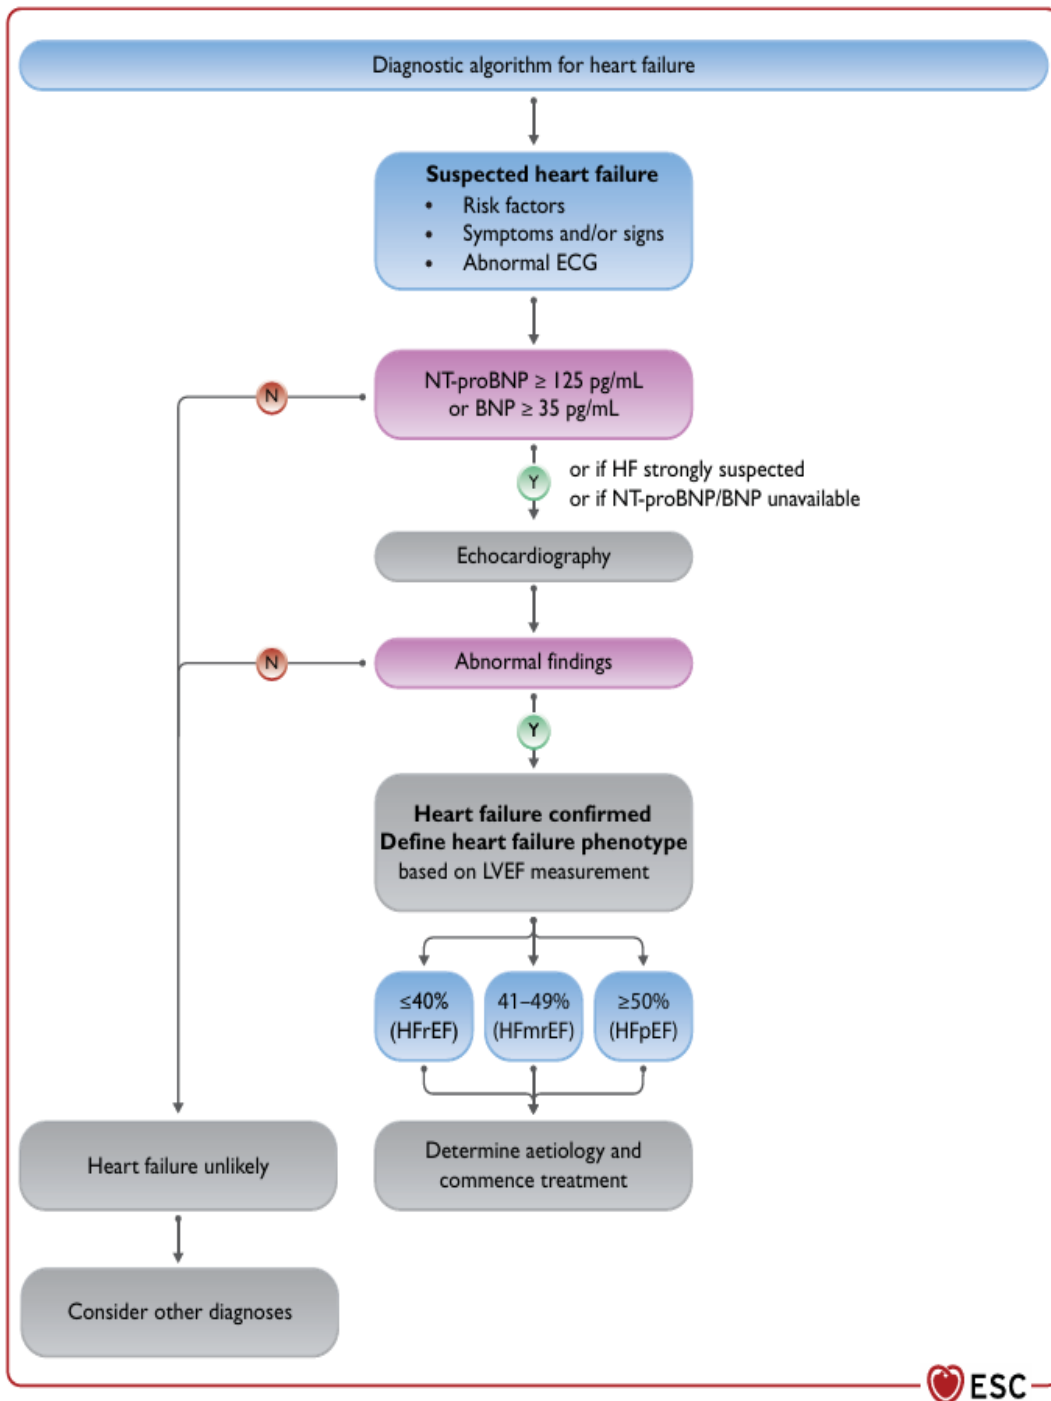 Diagnostic algorithm for heart failure
Suspected heart failure
• Risk factors
• Symptoms and/or signs
• Abnormal ECG
NT-proBNP ≥ 125 pg/mL
or BNP ≥ 35 pg/mL
N
Y
or if HF strongly suspected
or if NT-proBNP/BNP unavailable
Echocardiography
Abnormal findings
N
Y
Heart failure confirmed
Define heart failure phenotype
based on LVEF measurement
≤40%
(HFrEF)
41–49%
(HFmrEF)
≥50%
(HFpEF)
Determine aetiology and
commence treatment
Heart failure unlikely
Consider other diagnoses
ESC